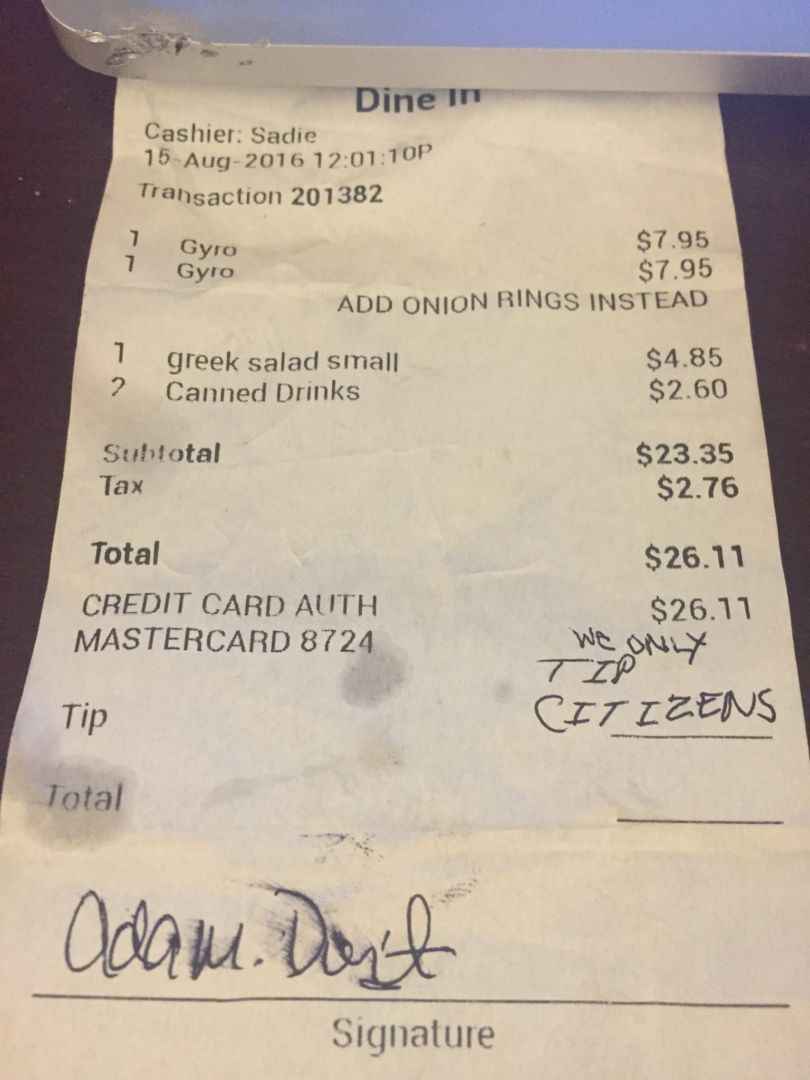 Dine In
Cashier: Sadie
15-Aug-2016 12:01:10P
Transaction 201382
1 Gyro $7.95
1 Gyro $7.95
ADD ONION RINGS INSTEAD
1 greek salad small $4.85
2 Canned Drinks $2.60
Subtotal $23.35
Tax $2.76
Total $26.11
CREDIT CARD AUTH $26.11
MASTERCARD 8724
WE ONLY
TIP
Tip CITIZENS
Total
Adam.
Signature